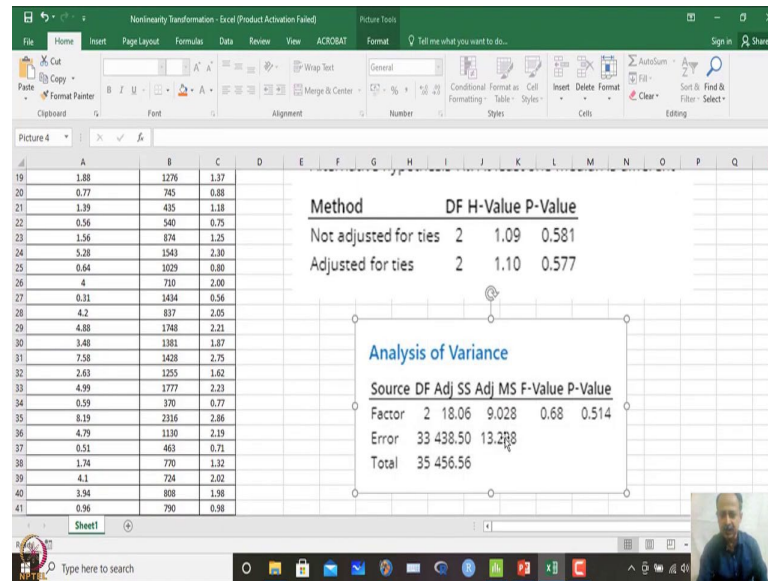 Nonlinearity Transformation - Excel (Product Activation Failed)
Picture Tools
File Home Insert Page Layout Formulas Data Review View ACROBAT Format Tell me what you want to do...
Sign in Share
Cut
Copy
Format Painter
Paste
Clipboard
B I U
Font
Wrap Text
Merge & Center
Alignment
General
Number
Conditional Formatting
Format as Table
Cell Styles
Styles
Insert Delete Format
Cells
AutoSum
Fill
Clear
Sort & Filter
Find & Select
Editing
Picture 4
fx
A B C D E F G H I J K L M N O P Q
19 1.88 1276 1.37
20 0.77 745 0.88
21 1.39 435 1.18
22 0.56 540 0.75
23 1.56 874 1.25
24 5.28 1543 2.30
25 0.64 1029 0.80
26 4 710 2.00
27 0.31 1434 0.56
28 4.2 837 2.05
29 4.88 1748 2.21
30 3.48 1381 1.87
31 7.58 1428 2.75
32 2.63 1255 1.62
33 4.99 1777 2.23
34 0.59 370 0.77
35 8.19 2316 2.86
36 4.79 1130 2.19
37 0.51 463 0.71
38 1.74 770 1.32
39 4.1 724 2.02
40 3.94 808 1.98
41 0.96 790 0.98
Method DF H-Value P-Value
Not adjusted for ties 2 1.09 0.581
Adjusted for ties 2 1.10 0.577
Analysis of Variance
Source DF Adj SS Adj MS F-Value P-Value
Factor 2 18.06 9.028 0.68 0.514
Error 33 438.50
Total 35 456.56
Sheet1
NPTEL
Type here to search